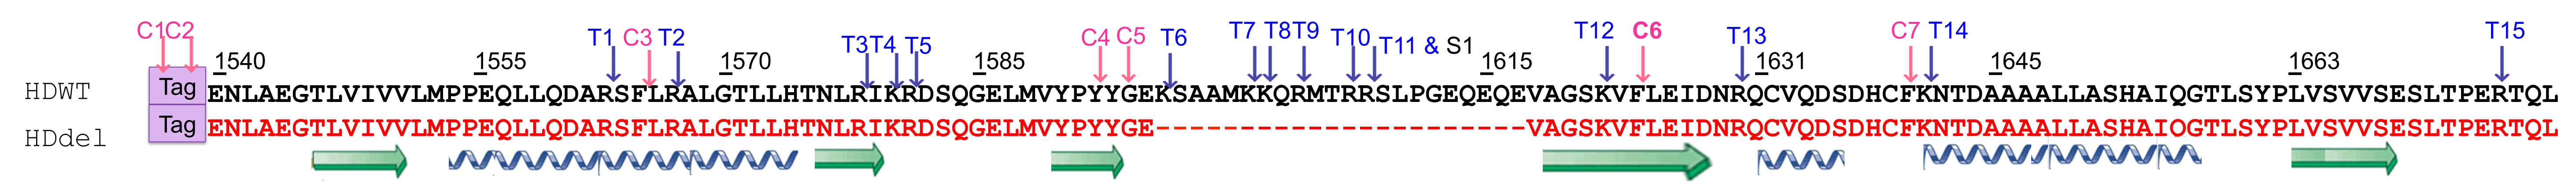 C1C2 T1 C3 T2 T3T4 T5 C4 C5 T6 T7 T8T9 T10 T11 & S1 T12 C6 T13 C7 T14 T15
1540 1555 1570 1585 1615 1631 1645 1663
HDWT Tag ENLAEGTLVIVVLMPPEQLLQDARSFLRALGTLLHTNLRIKRDSQGELMVYPYYGEKSAAMKKQRMTRRSLPGEQEQEVAGSKVFLEIDNRQCVQDSDHCFKNTDAAAALLASHAIQGTLSYPLVSVVSESLTPERTQL
HDdel Tag ENLAEGTLVIVVLMPPEQLLQDARSFLRALGTLLHTNLRIKRDSQGELMVYPYYGE----------------------------VAGSKVFLEIDNRQCVQDSDHCFKNTDAAAALLASHAIQGTLSYPLVSVVSESLTPERTQL